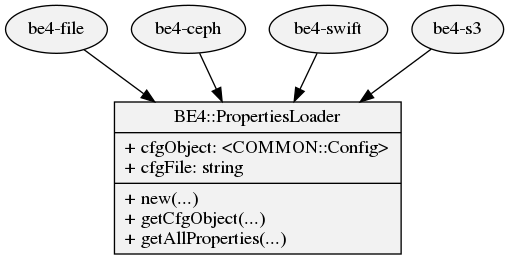 be4-file
be4-ceph
be4-swift
be4-s3
BE4::PropertiesLoader
+ cfgObject: <COMMON::Config>
+ cfgFile: string
+ new(...)
+ getCfgObject(...)
+ getAllProperties(...)